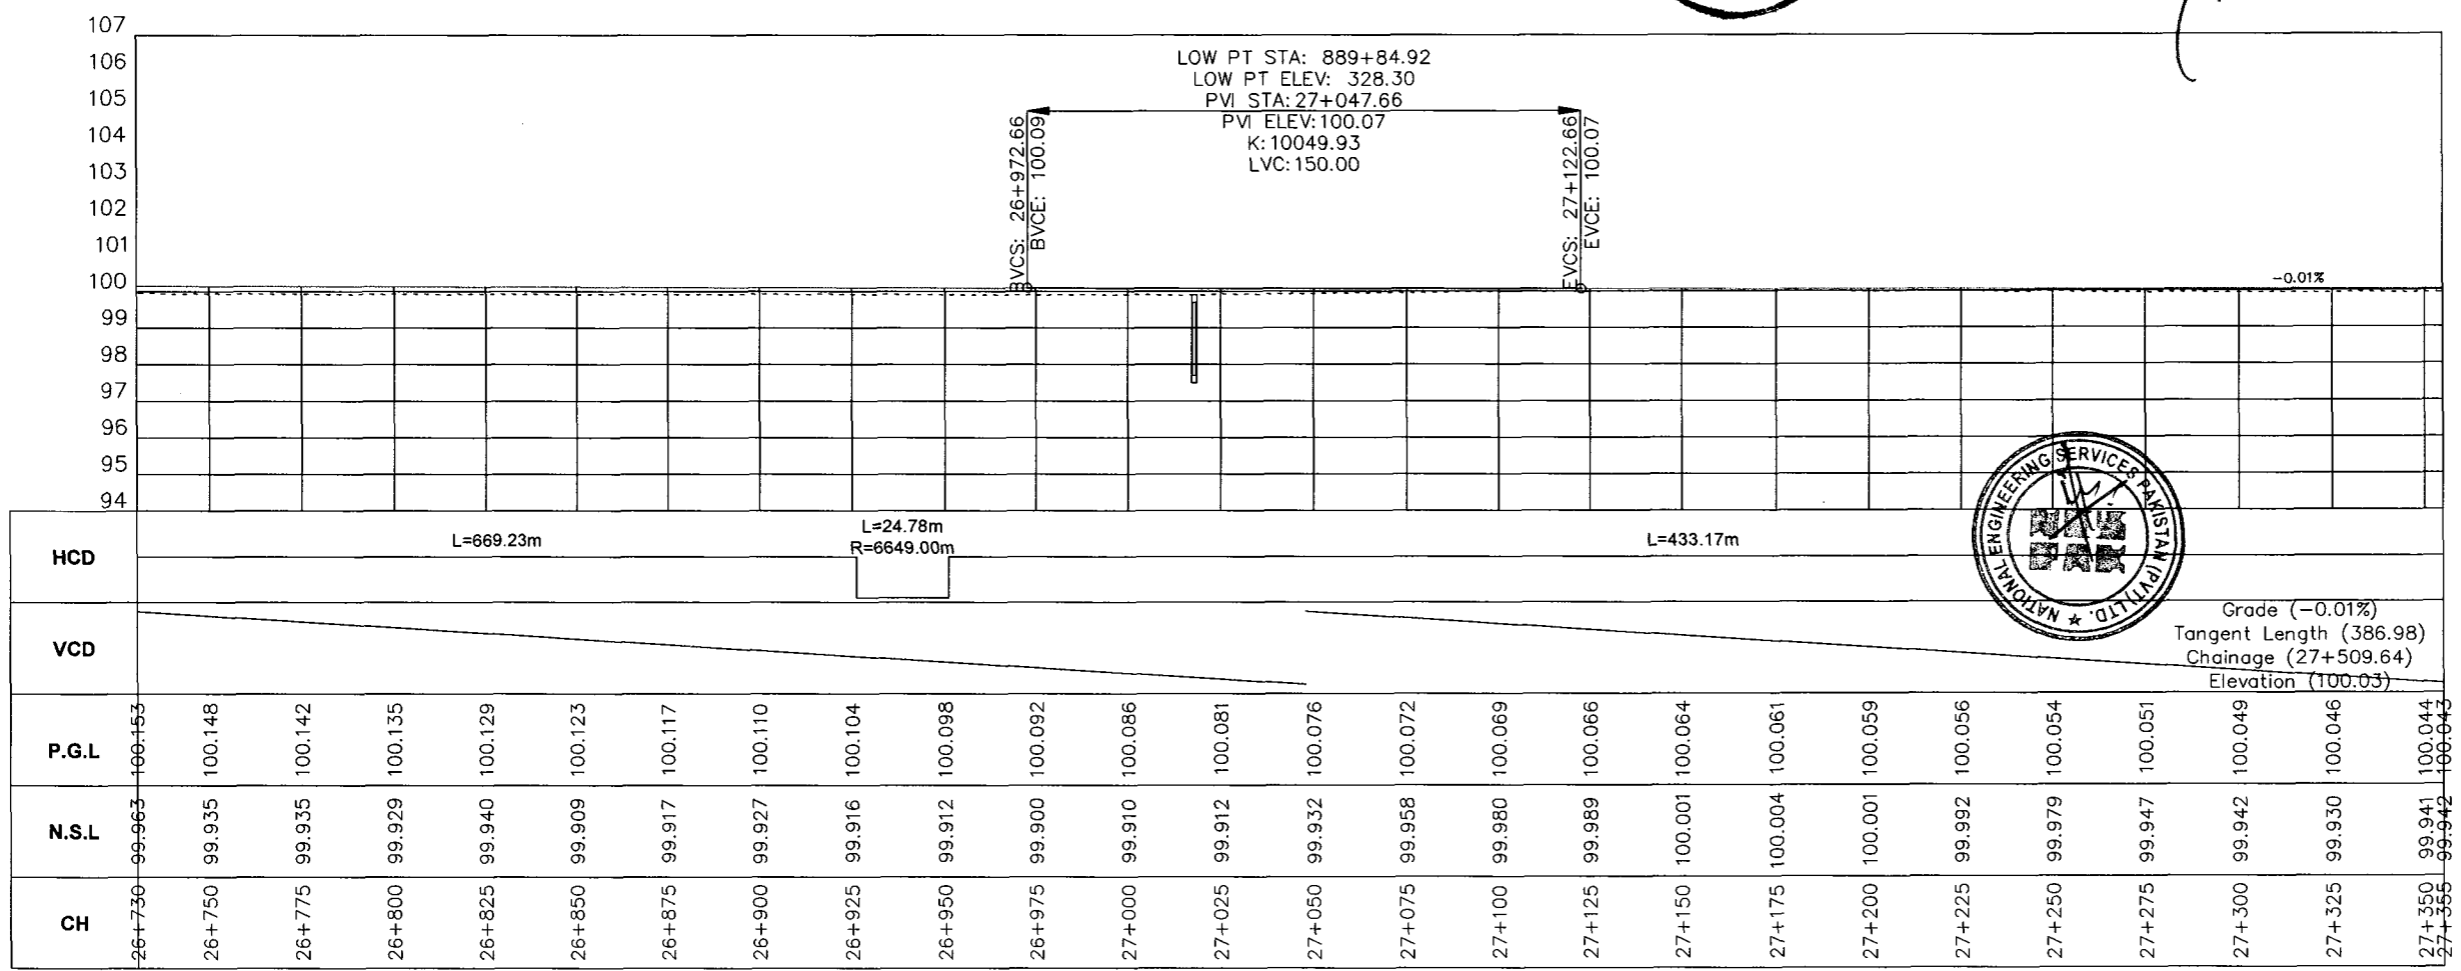 107
106
105
104
103
102
101
100
99
98
97
96
95
94
LOW PT STA: 889+84.92
LOW PT ELEV: 328.30
PVI STA: 27+047.66
PVI ELEV: 100.07
K: 10049.93
LVC: 150.00
BVCS: 26+972.66
BVCE: 100.09
EVCS: 27+122.66
EVCE: 100.07
-0.01%
HCD
L=669.23m
L=24.78m
R=6649.00m
L=433.17m
NATIONAL ENGINEERING SERVICES PAKISTAN (PVT) LTD. ★
VCD
Grade (-0.01%)
Tangent Length (386.98)
Chainage (27+509.64)
Elevation (100.03)
P.G.L 100.153 100.148 100.142 100.135 100.129 100.123 100.117 100.110 100.104 100.098 100.092 100.086 100.081 100.076 100.072 100.069 100.066 100.064 100.061 100.059 100.056 100.054 100.051 100.049 100.046 100.044 100.043
N.S.L 99.963 99.935 99.935 99.929 99.940 99.909 99.917 99.927 99.916 99.912 99.900 99.910 99.912 99.932 99.958 99.980 99.989 100.001 100.004 100.001 99.992 99.979 99.947 99.942 99.930 99.941 99.942
CH 26+730 26+750 26+775 26+800 26+825 26+850 26+875 26+900 26+925 26+950 26+975 27+000 27+025 27+050 27+075 27+100 27+125 27+150 27+175 27+200 27+225 27+250 27+275 27+300 27+325 27+350 27+355